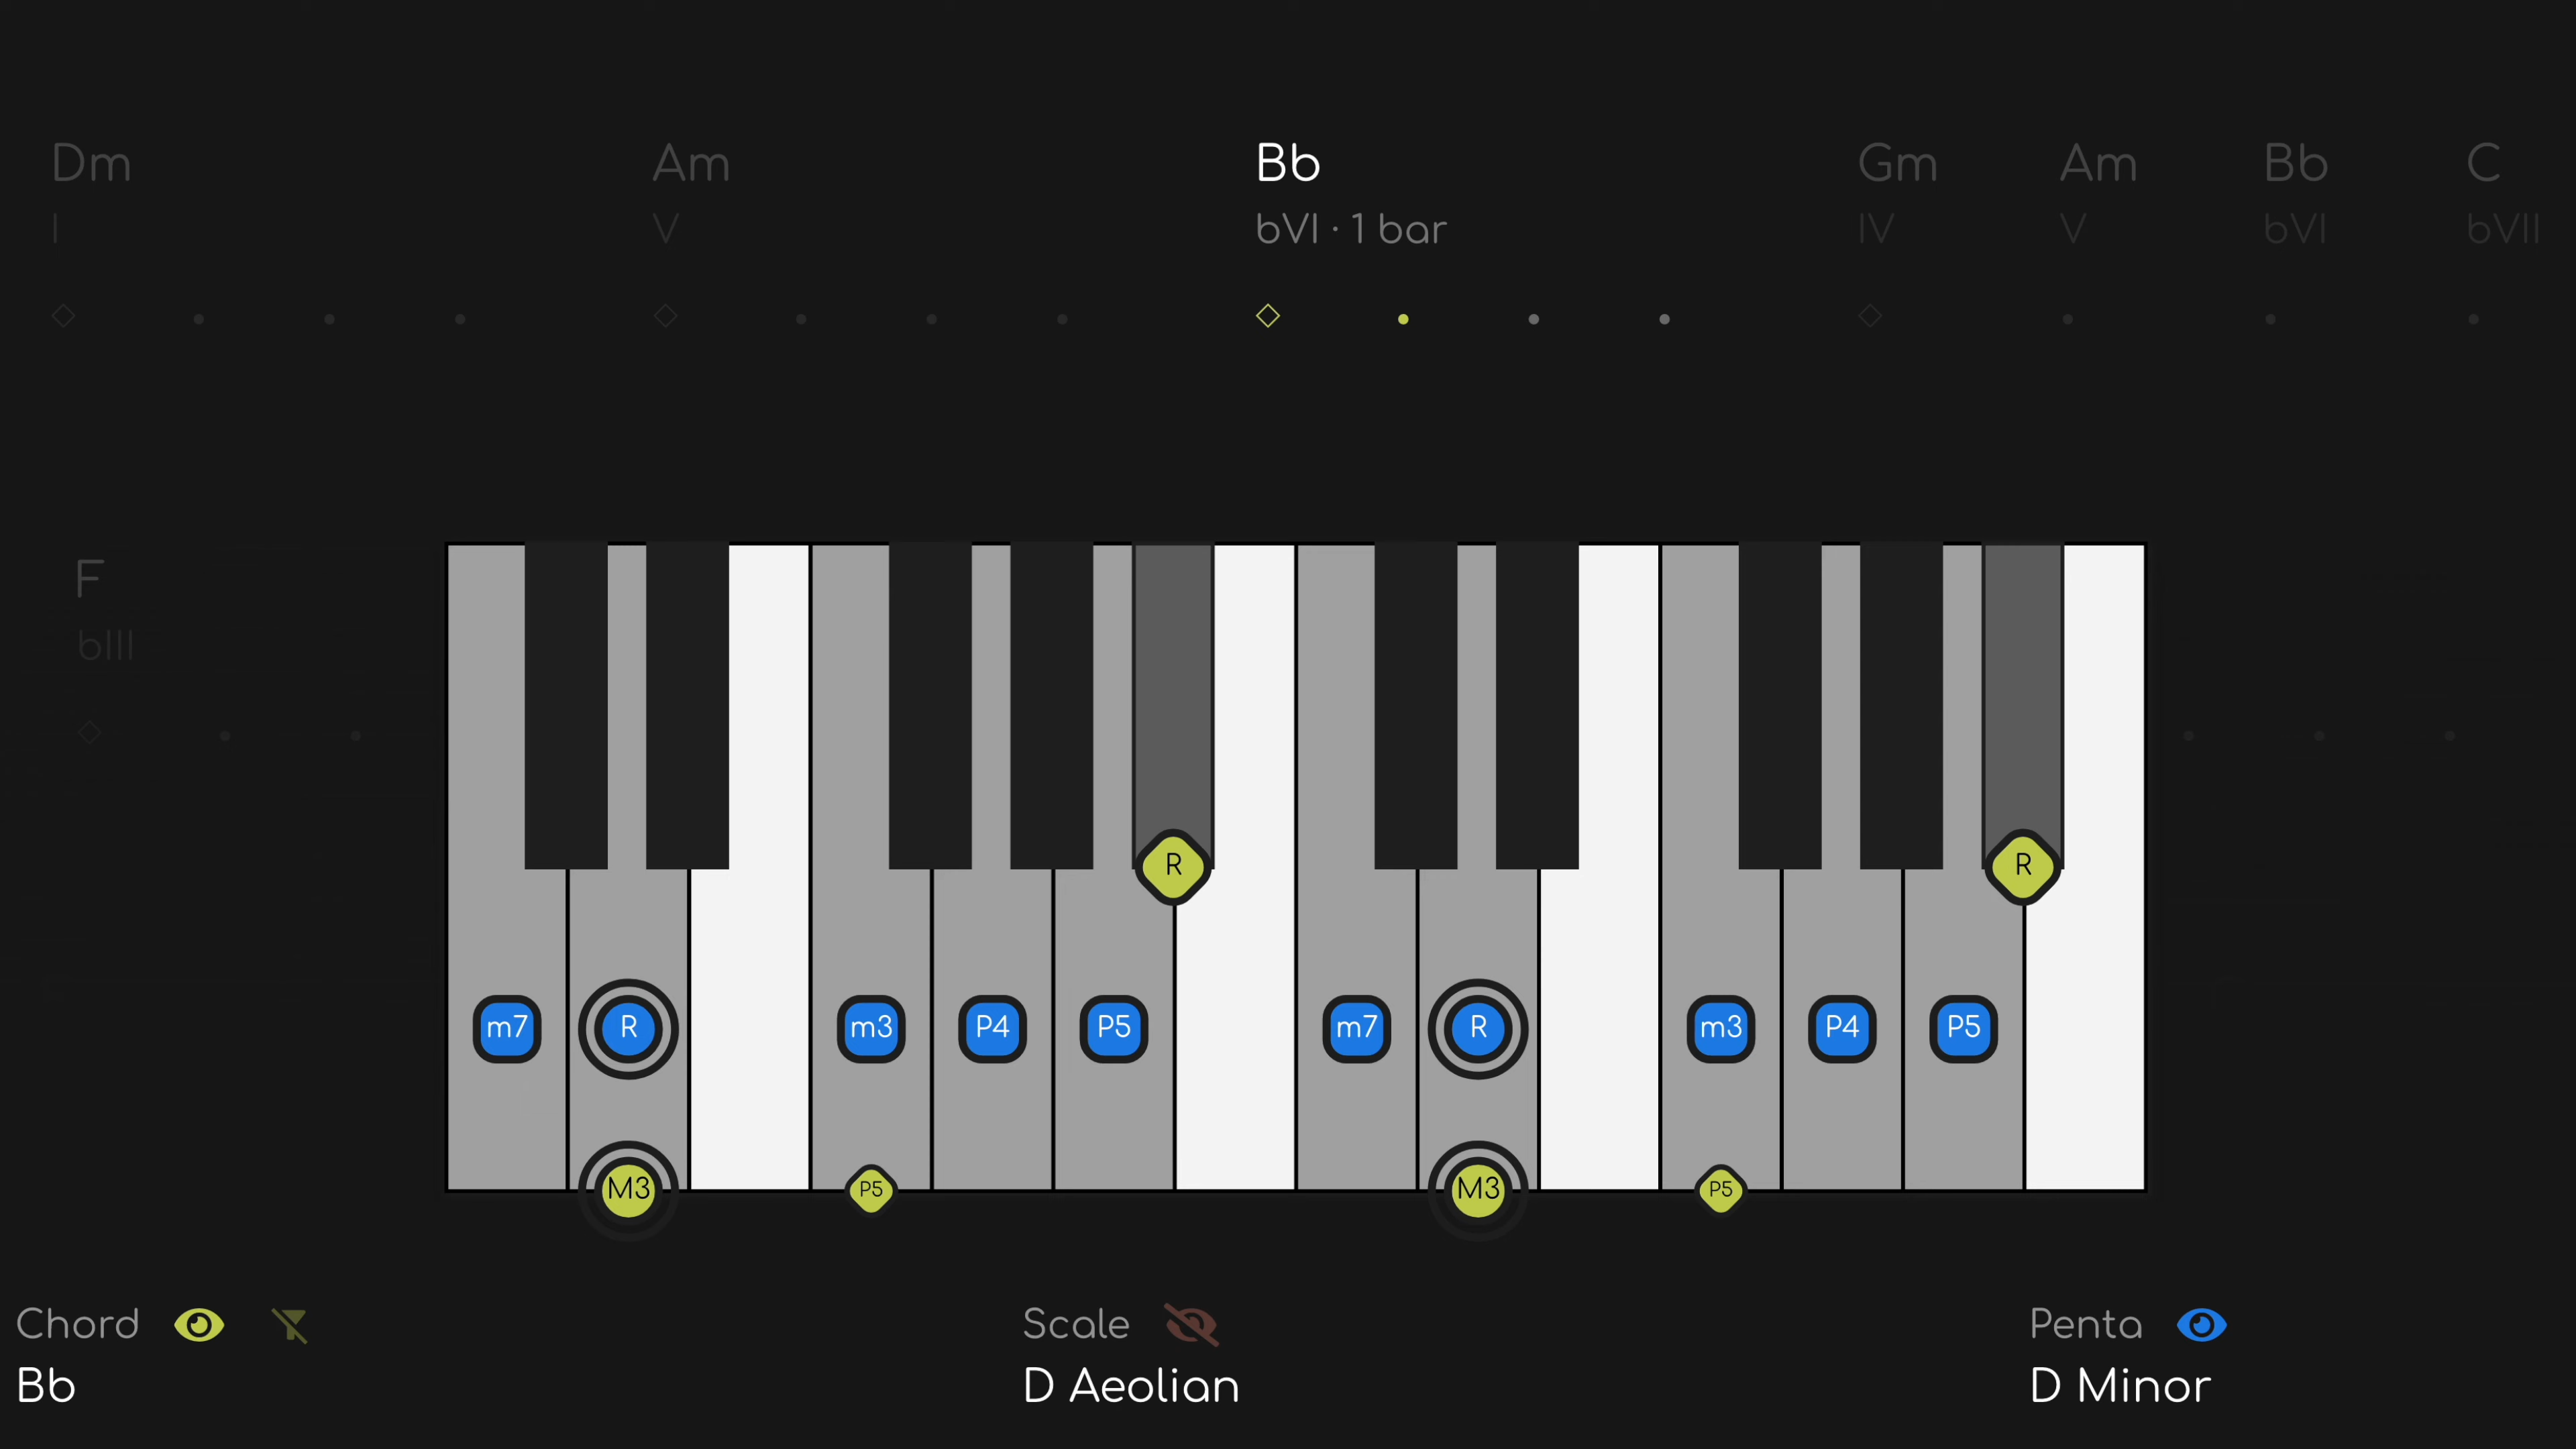 Dm Am Bb Gm Am Bb C
I V bVI · 1 bar IV V bVI bVII
F
bIII
R R
m7 R m3 P4 P5 m7 R m3 P4 P5
M3 P5 M3 P5
Chord Scale Penta
Bb D Aeolian D Minor